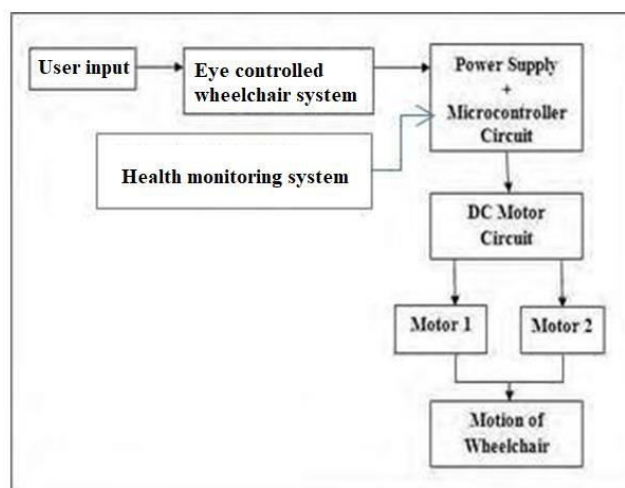 User input
Eye controlled
wheelchair system
Power Supply
+
Microcontroller
Circuit
Health monitoring system
DC Motor
Circuit
Motor 1
Motor 2
Motion of
Wheelchair